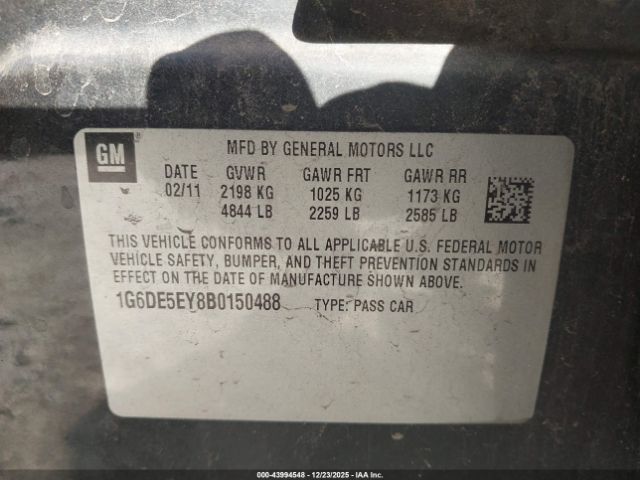 GM
MFD BY GENERAL MOTORS LLC
DATE GVWR GAWR FRT GAWR RR
02/11 2198 KG 1025 KG 1173 KG
4844 LB 2259 LB 2585 LB
THIS VEHICLE CONFORMS TO ALL APPLICABLE U.S. FEDERAL MOTOR
VEHICLE SAFETY, BUMPER, AND THEFT PREVENTION STANDARDS IN
EFFECT ON THE DATE OF MANUFACTURE SHOWN ABOVE.
1G6DE5EY8B0150488 TYPE: PASS CAR
000-43994548 • 12/23/2025 • IAA Inc.